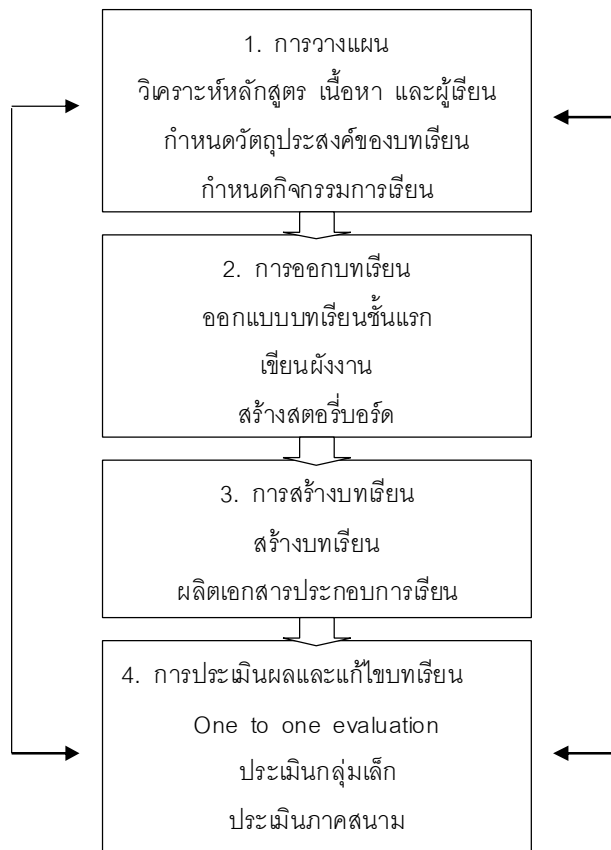 1. การวางแผน
วิเคราะห์หลักสูตร เนื้อหา และผู้เรียน
กำหนดวัตถุประสงค์ของบทเรียน
กำหนดกิจกรรมการเรียน
2. การออกบทเรียน
ออกแบบบทเรียนชั้นแรก
เขียนผังงาน
สร้างสตอรี่บอร์ด
3. การสร้างบทเรียน
สร้างบทเรียน
ผลิตเอกสารประกอบการเรียน
4. การประเมินผลและแก้ไขบทเรียน
One to one evaluation
ประเมินกลุ่มเล็ก
ประเมินภาคสนาม